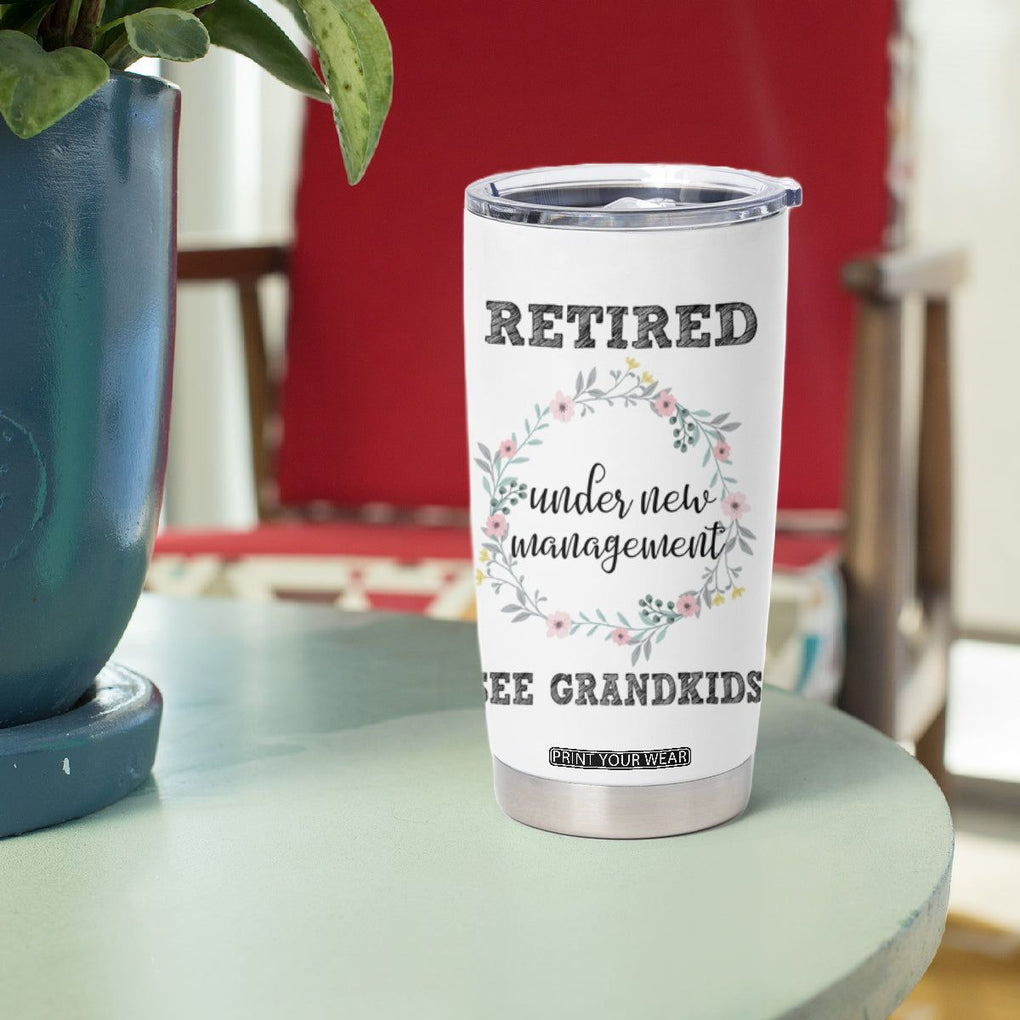 RETIRED
under new
management
SEE GRANDKIDS
PRINT YOUR WEAR